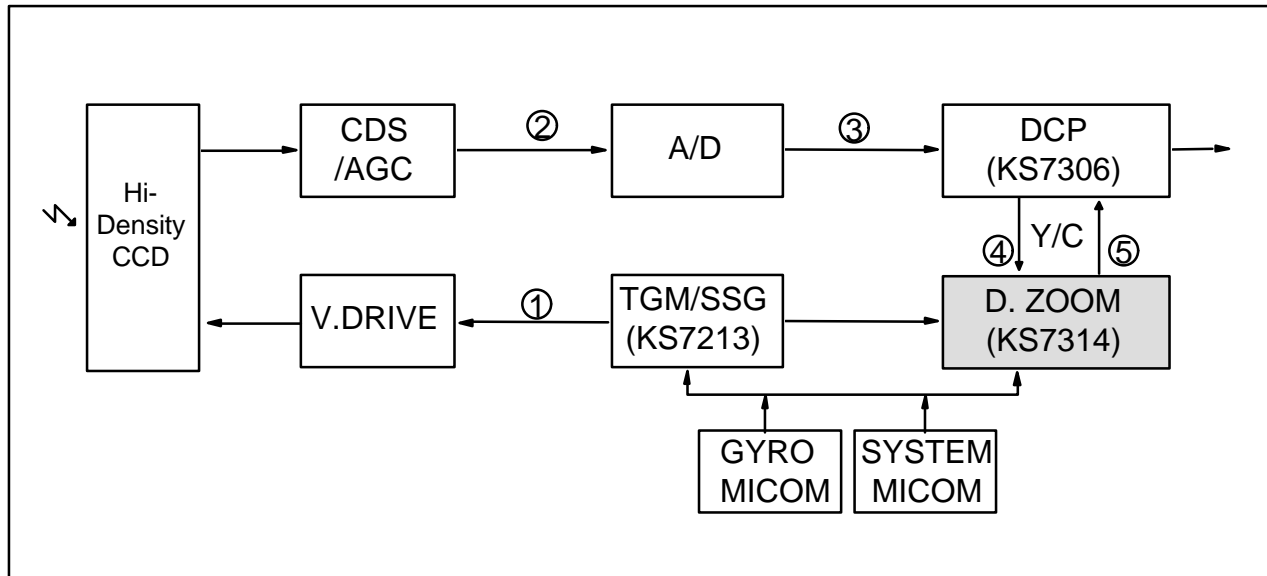 Hi-
Density
CCD
CDS
/AGC
②
A/D
③
DCP
(KS7306)
④
Y/C
⑤
V.DRIVE
①
TGM/SSG
(KS7213)
D. ZOOM
(KS7314)
GYRO
MICOM
SYSTEM
MICOM